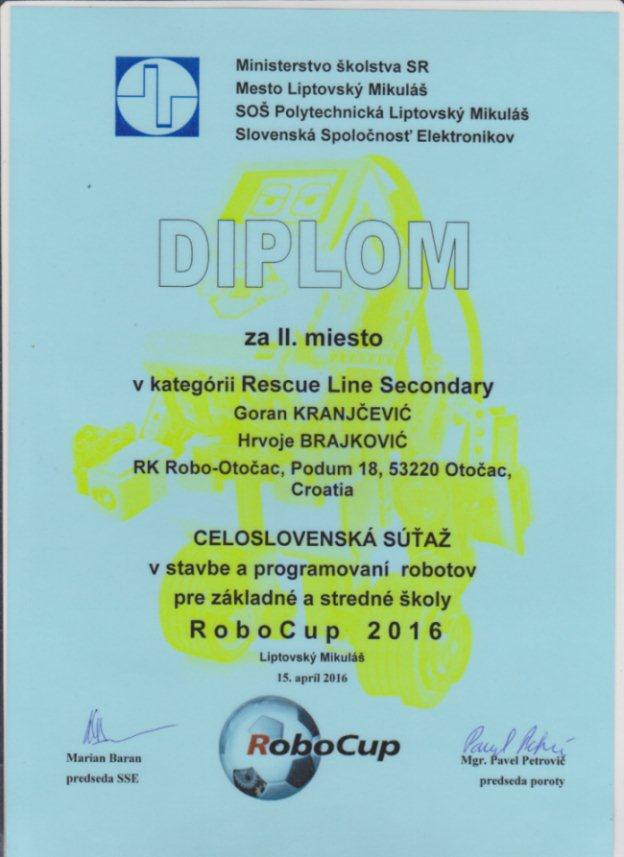 Ministerstvo školstva SR
Mesto Liptovský Mikuláš
SOŠ Polytechnická Liptovský Mikuláš
Slovenská Spoločnosť Elektronikov
DIPLOM
za II. miesto
v kategórii Rescue Line Secondary
Goran KRANJČEVIĆ
Hrvoje BRAJKOVIĆ
RK Robo-Otočac, Podum 18, 53220 Otočac,
Croatia
CELOSLOVENSKÁ SÚŤAŽ
v stavbe a programovaní robotov
pre základné a stredné školy
RoboCup 2016
Liptovský Mikuláš
15. apríl 2016
RoboCup
Marian Baran
predseda SSE
Mgr. Pavel Petrovič
predseda poroty